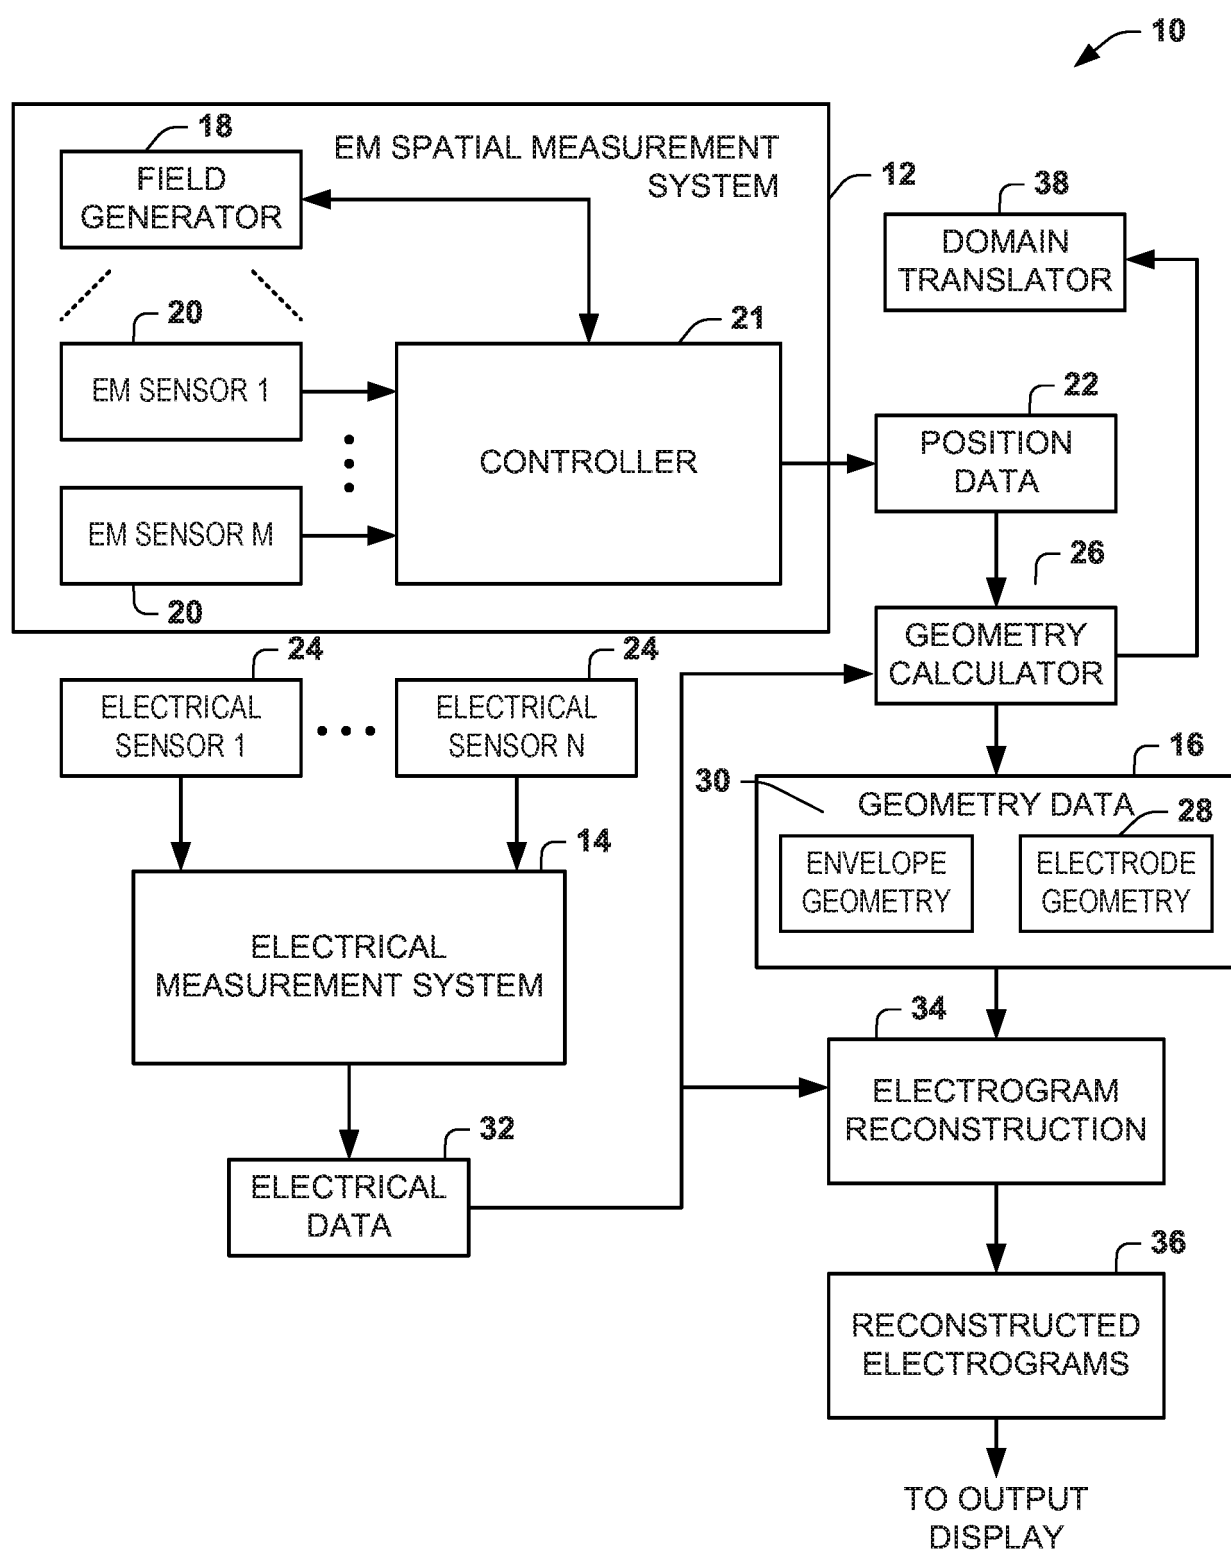 10
18
FIELD
GENERATOR
EM SPATIAL MEASUREMENT
SYSTEM
12
38
DOMAIN
TRANSLATOR
20
EM SENSOR 1
21
CONTROLLER
22
POSITION
DATA
EM SENSOR M
20
26
GEOMETRY
CALCULATOR
24
ELECTRICAL
SENSOR 1
24
ELECTRICAL
SENSOR N
16
30
GEOMETRY DATA
28
ENVELOPE
GEOMETRY
ELECTRODE
GEOMETRY
14
ELECTRICAL
MEASUREMENT SYSTEM
34
ELECTROGRAM
RECONSTRUCTION
32
ELECTRICAL
DATA
36
RECONSTRUCTED
ELECTROGRAMS
TO OUTPUT
DISPLAY